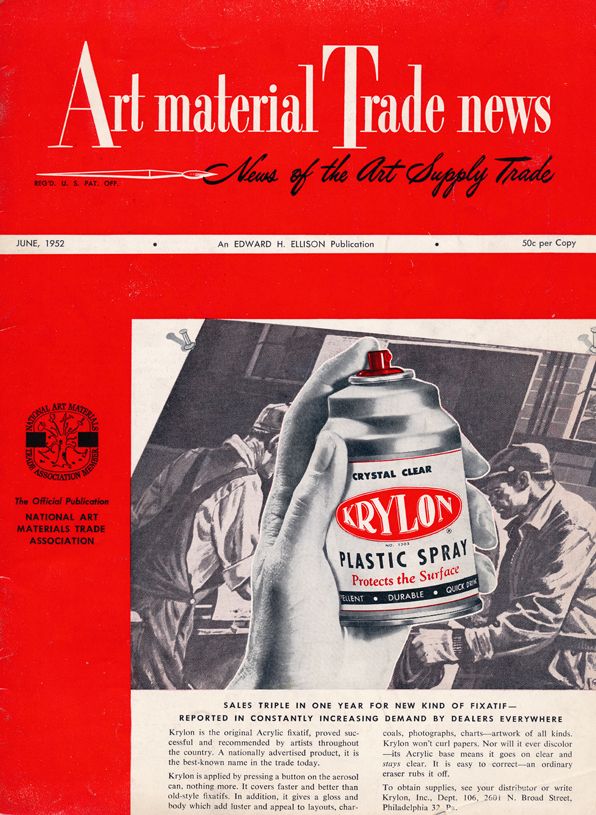 Art material Trade news
News of the Art Supply Trade
REG'D. U. S. PAT. OFF.
JUNE, 1952 • An EDWARD H. ELLISON Publication • 50c per Copy
NATIONAL ART MATERIALS
TRADE ASSOCIATION MEMBER
The Official Publication
NATIONAL ART
MATERIALS TRADE
ASSOCIATION
CRYSTAL CLEAR
KRYLON
®
NO. 1303
PLASTIC SPRAY
Protects the Surface
ELLENT • DURABLE • QUICK DRYI
SALES TRIPLE IN ONE YEAR FOR NEW KIND OF FIXATIF—
REPORTED IN CONSTANTLY INCREASING DEMAND BY DEALERS EVERYWHERE
Krylon is the original Acrylic fixatif, proved suc-
cessful and recommended by artists throughout
the country. A nationally advertised product, it is
the best-known name in the trade today.
Krylon is applied by pressing a button on the aerosol
can, nothing more. It covers faster and better than
old-style fixatifs. In addition, it gives a gloss and
body which add luster and appeal to layouts, char-
coals, photographs, charts—artwork of all kinds.
Krylon won't curl papers. Nor will it ever discolor
—its Acrylic base means it goes on clear and
stays clear. It is easy to correct—an ordinary
eraser rubs it off.
To obtain supplies, see your distributor or write
Krylon, Inc., Dept. 106, 2601 N. Broad Street,
Philadelphia 32, Pa.